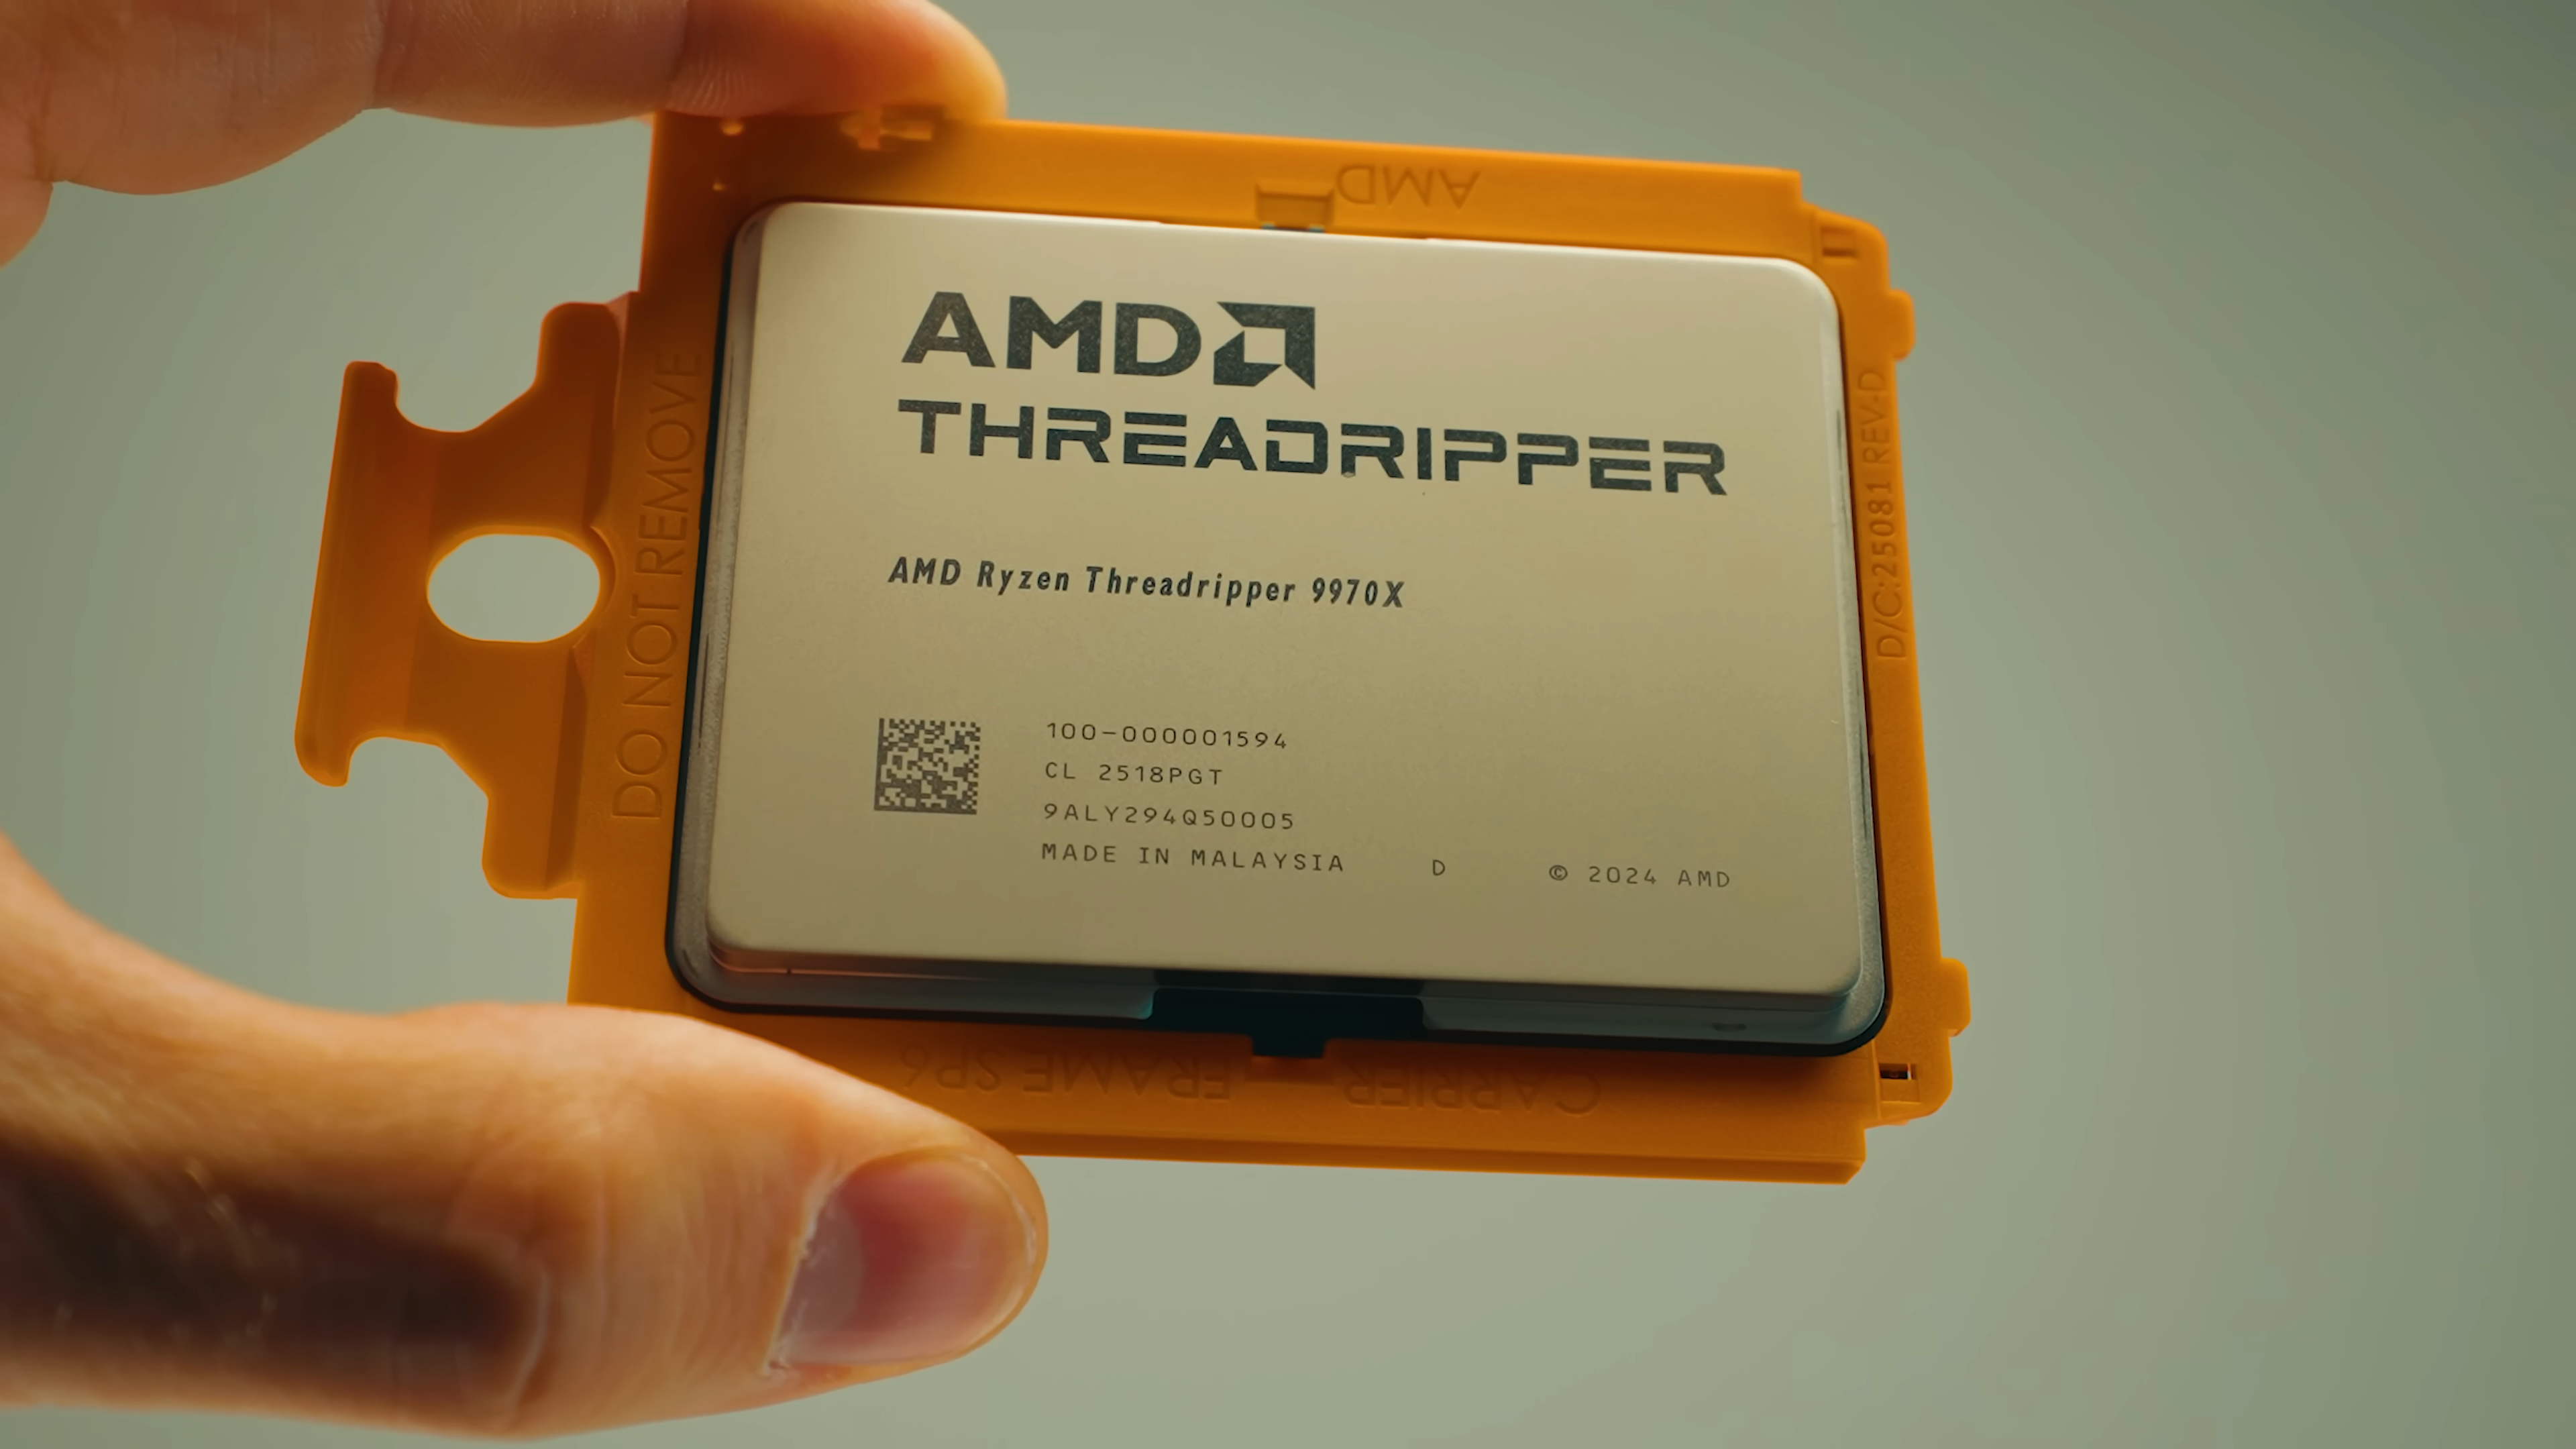 AMD
AMD
THREADRIPPER
AMD Ryzen Threadripper 9970X
100-000001594
CL 2518PGT
9ALY294Q50005
MADE IN MALAYSIA D © 2024 AMD
DO NOT REMOVE
D/C:25081 REV-D
CARRIER FRAME SP6